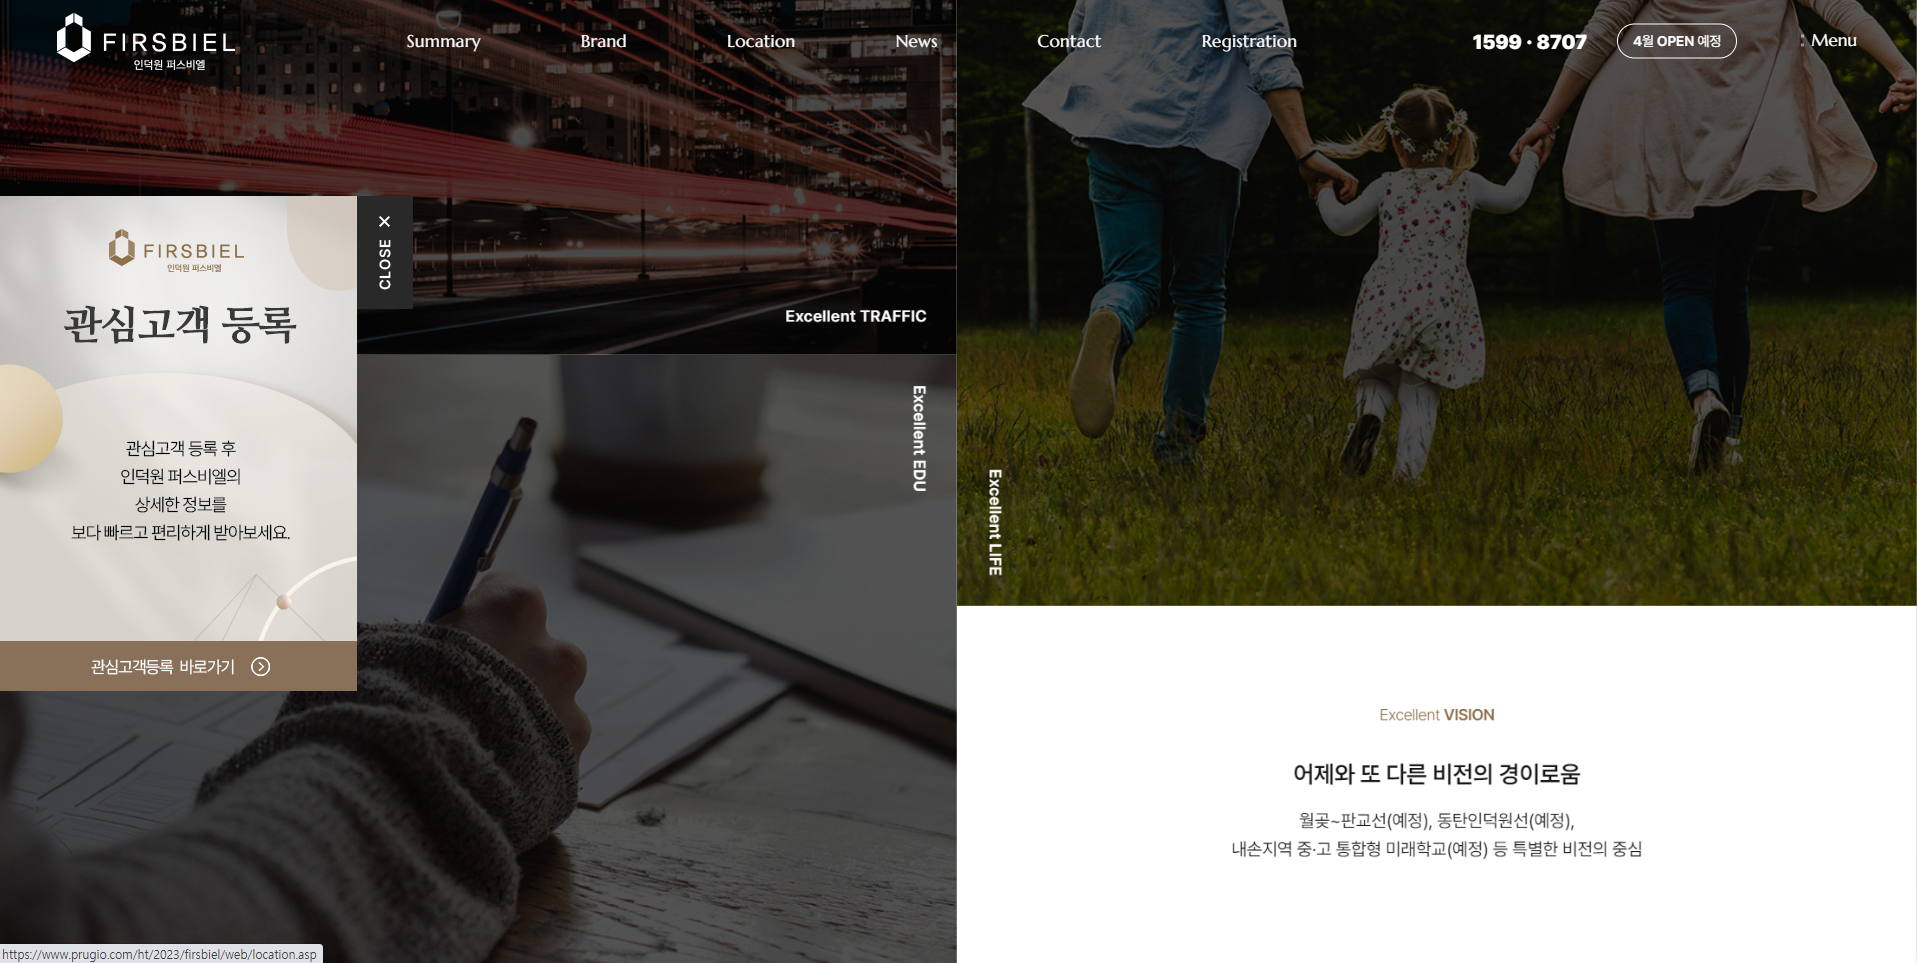 FIRSBIEL
인덕원 퍼스비엘
Summary
Brand
Location
News
Contact
Registration
1599 · 8707
4월 OPEN 예정
Menu
FIRSBIEL
인덕원 퍼스비엘
관심고객 등록
관심고객 등록 후
인덕원 퍼스비엘의
상세한 정보를
보다 빠르고 편리하게 받아보세요.
관심고객등록 바로가기
CLOSE ✕
Excellent TRAFFIC
Excellent EDU
Excellent LIFE
Excellent VISION
어제와 또 다른 비전의 경이로움
월곶~판교선(예정), 동탄인덕원선(예정),
내손지역 중·고 통합형 미래학교(예정) 등 특별한 비전의 중심
https://www.prugio.com/ht/2023/firsbiel/web/location.asp